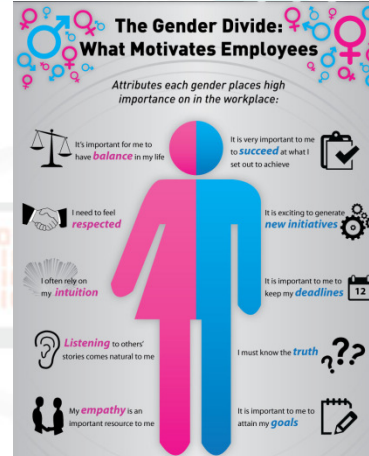 The Gender Divide:
What Motivates Employees
Attributes each gender places high
importance on in the workplace:
It's important for me to
have balance in my life
I need to feel
respected
I often rely on
my intuition
Listening to others'
stories comes natural to me
My empathy is an
important resource to me
It is very important to me
to succeed at what I
set out to achieve
It is exciting to generate
new initiatives
It is important to me to
keep my deadlines
12
I must know the truth
???
It is important to me to
attain my goals